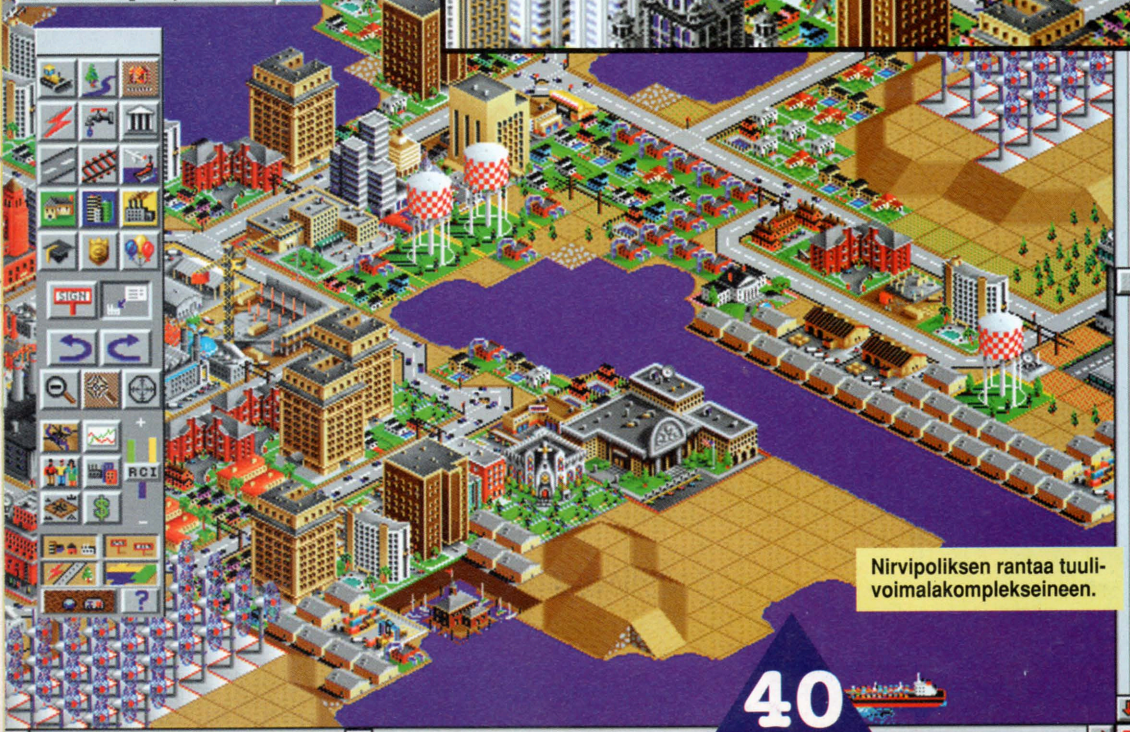 SIGN
RCI
?
Nirvipoliksen rantaa tuuli-
voimalakomplekseineen.
40